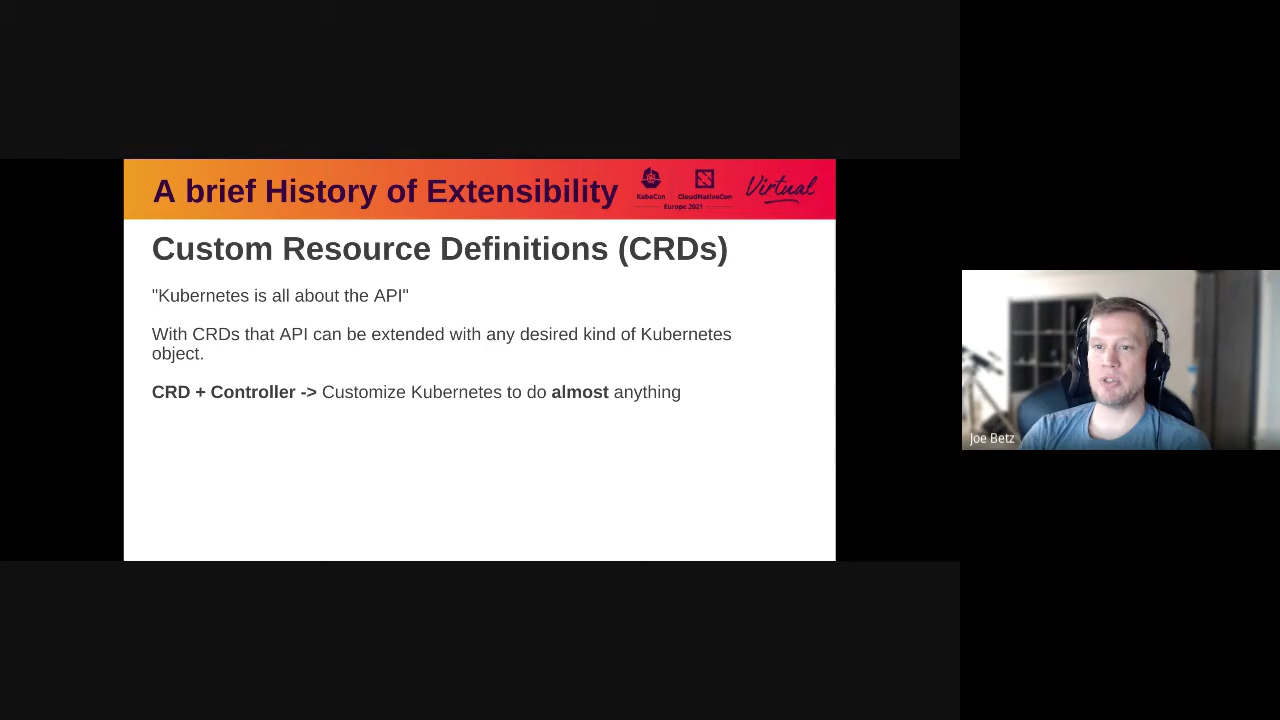 A brief History of Extensibility
KubeCon
CloudNativeCon
Europe 2021
Virtual
Custom Resource Definitions (CRDs)
"Kubernetes is all about the API"
With CRDs that API can be extended with any desired kind of Kubernetes
object.
CRD + Controller -> Customize Kubernetes to do almost anything
Joe Betz